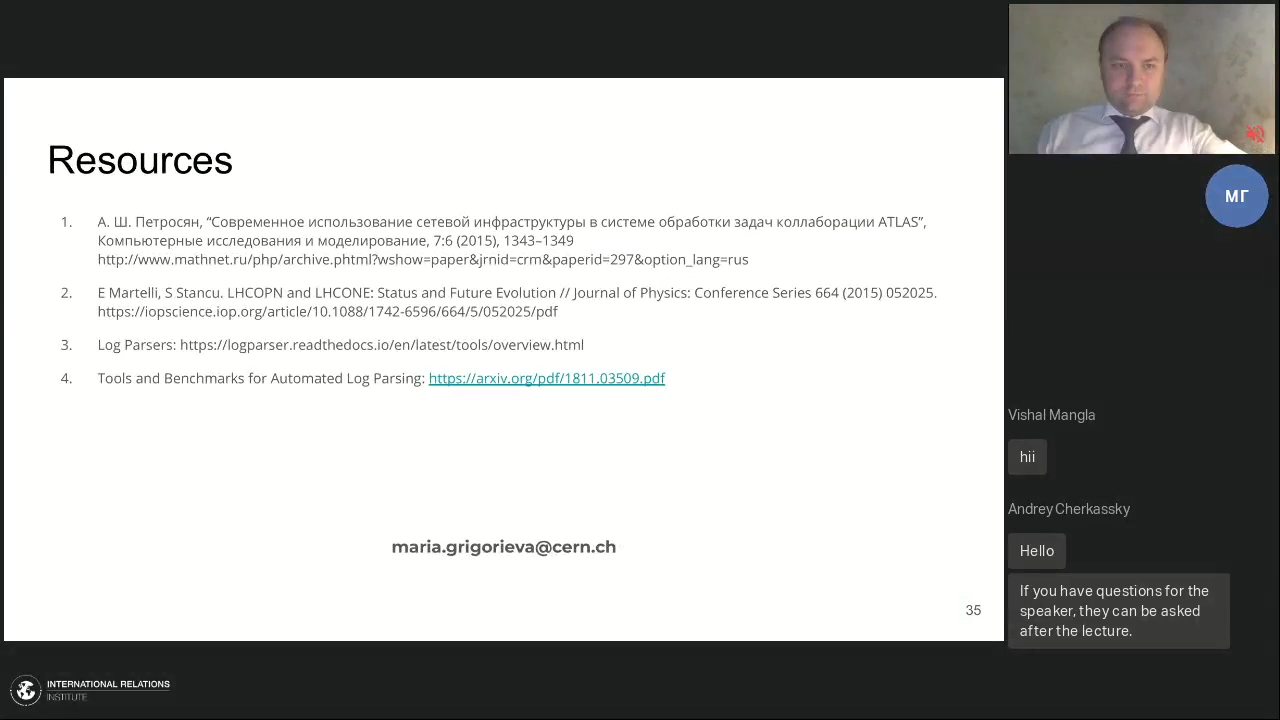 Resources
1. А. Ш. Петросян, “Современное использование сетевой инфраструктуры в системе обработки задач коллаборации ATLAS”,
Компьютерные исследования и моделирование, 7:6 (2015), 1343–1349
http://www.mathnet.ru/php/archive.phtml?wshow=paper&jrnid=crm&paperid=297&option_lang=rus
2. E Martelli, S Stancu. LHCOPN and LHCONE: Status and Future Evolution // Journal of Physics: Conference Series 664 (2015) 052025.
https://iopscience.iop.org/article/10.1088/1742-6596/664/5/052025/pdf
3. Log Parsers: https://logparser.readthedocs.io/en/latest/tools/overview.html
4. Tools and Benchmarks for Automated Log Parsing: https://arxiv.org/pdf/1811.03509.pdf
maria.grigorieva@cern.ch
35
МГ
Vishal Mangla
hii
Andrey Cherkassky
Hello
If you have questions for the
speaker, they can be asked
after the lecture.
INTERNATIONAL RELATIONS
INSTITUTE